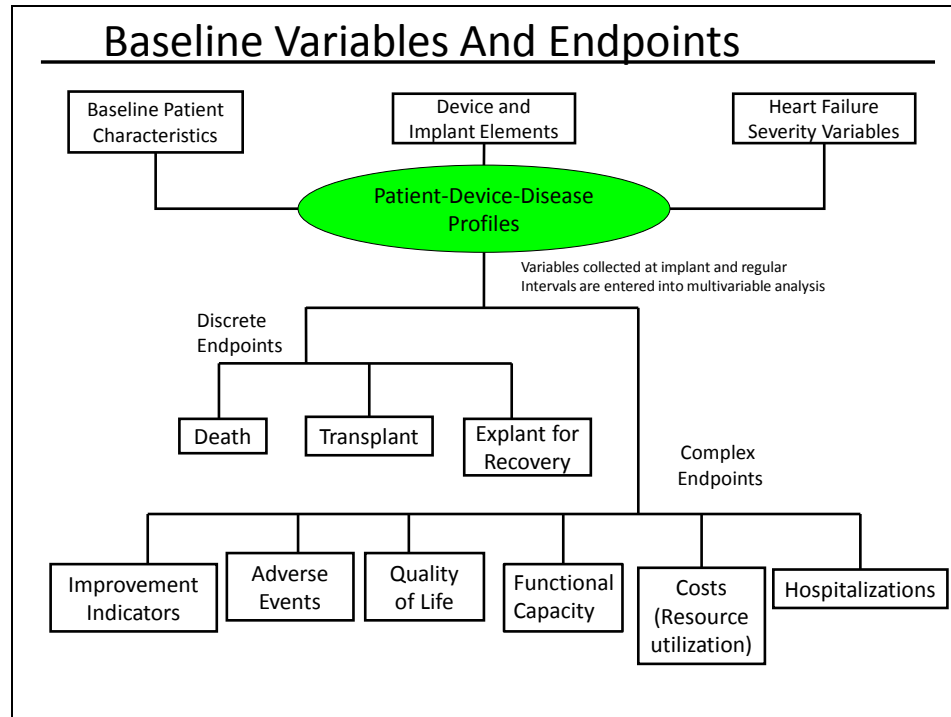 Baseline Variables And Endpoints
Baseline Patient
Characteristics
Device and
Implant Elements
Heart Failure
Severity Variables
Patient-Device-Disease
Profiles
Variables collected at implant and regular
Intervals are entered into multivariable analysis
Discrete
Endpoints
Death
Transplant
Explant for
Recovery
Complex
Endpoints
Improvement
Indicators
Adverse
Events
Quality
of Life
Functional
Capacity
Costs
(Resource
utilization)
Hospitalizations